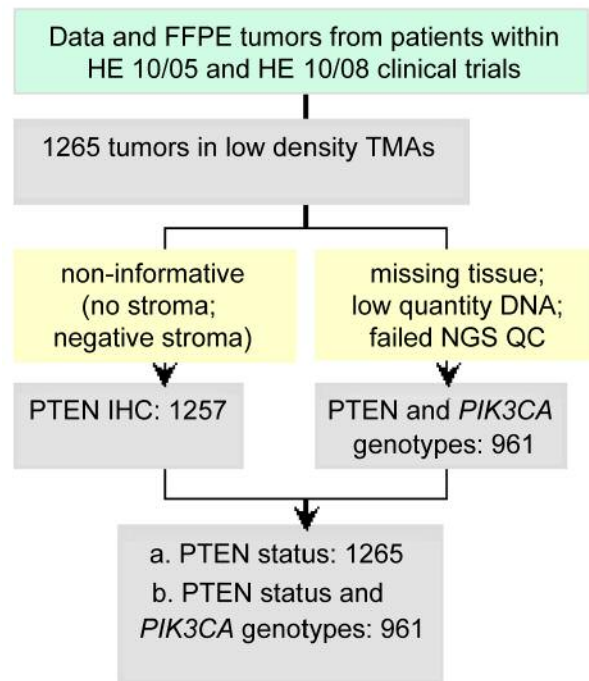 Data and FFPE tumors from patients within
HE 10/05 and HE 10/08 clinical trials
1265 tumors in low density TMAs
non-informative
(no stroma;
negative stroma)
missing tissue;
low quantity DNA;
failed NGS QC
PTEN IHC: 1257
PTEN and PIK3CA
genotypes: 961
a. PTEN status: 1265
b. PTEN status and
PIK3CA genotypes: 961